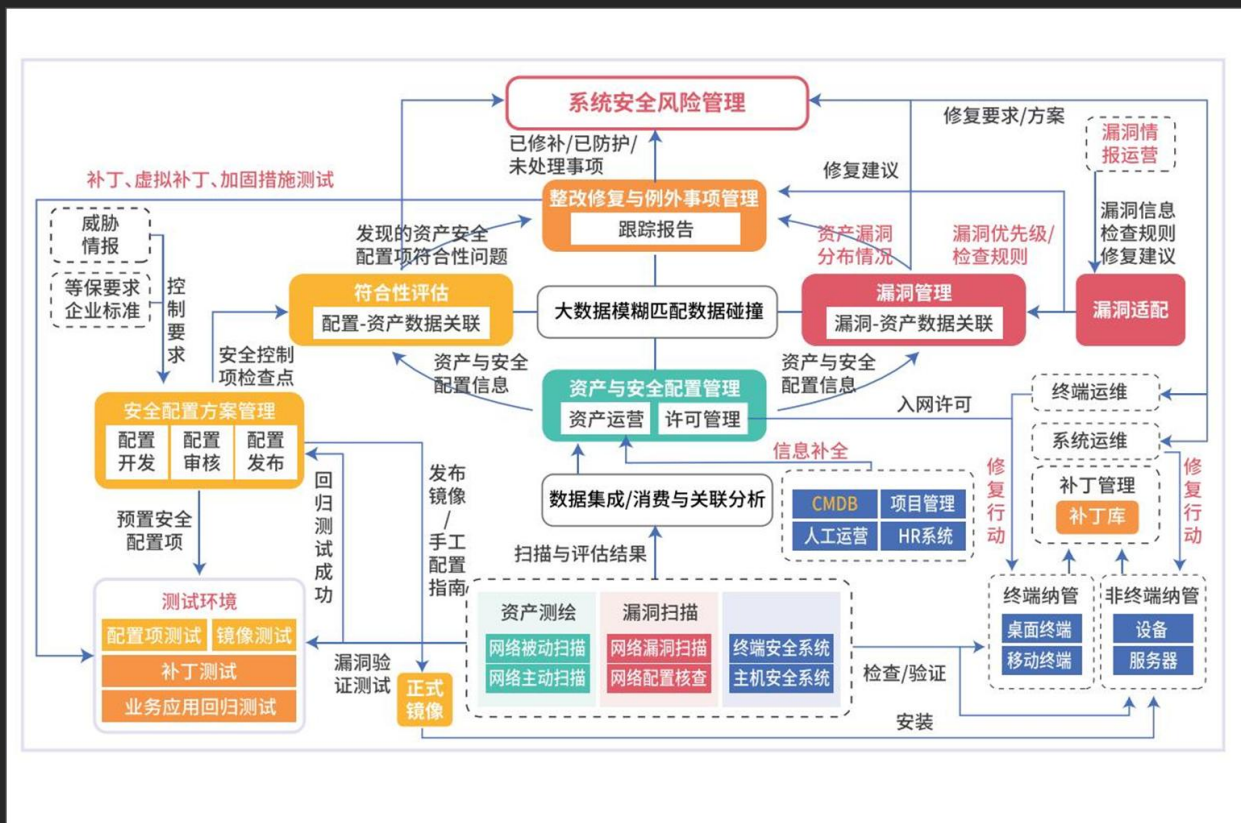 系统安全风险管理
修复要求/方案
漏洞情
报运营
已修补/已防护/
未处理事项
修复建议
补丁、虚拟补丁、加固措施测试
整改修复与例外事项管理
跟踪报告
威胁
情报
发现的资产安全
配置项符合性问题
资产漏洞
分布情况
漏洞优先级/
检查规则
漏洞信息
检查规则
修复建议
等保要求
企业标准
控制要求
符合性评估
配置-资产数据关联
大数据模糊匹配数据碰撞
漏洞管理
漏洞-资产数据关联
漏洞适配
安全控制
项检查点
资产与安全
配置信息
资产与安全配置管理
资产运营
许可管理
资产与安全
配置信息
入网许可
终端运维
系统运维
安全配置方案管理
配置
开发
配置
审核
配置
发布
信息补全
修复行动
修复行动
补丁管理
补丁库
回归测试成功
发布
镜像
/
手工
配置
指南
数据集成/消费与关联分析
CMDB
项目管理
人工运营
HR系统
预置安全
配置项
扫描与评估结果
测试环境
配置项测试
镜像测试
补丁测试
业务应用回归测试
漏洞验
证测试
正式
镜像
资产测绘
网络被动扫描
网络主动扫描
漏洞扫描
网络漏洞扫描
网络配置核查
终端安全系统
主机安全系统
检查/验证
终端纳管
桌面终端
移动终端
非终端纳管
设备
服务器
安装